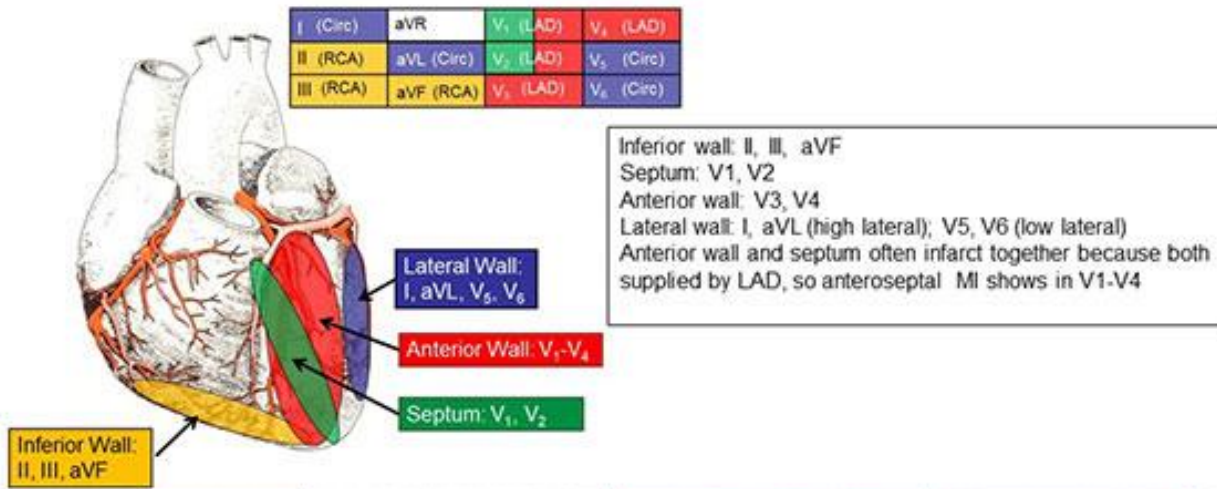 I (Circ) aVR V₁ (LAD) V₄ (LAD)
II (RCA) aVL (Circ) V₂ (LAD) V₅ (Circ)
III (RCA) aVF (RCA) V₃ (LAD) V₆ (Circ)
Inferior wall: II, III, aVF
Septum: V1, V2
Anterior wall: V3, V4
Lateral wall: I, aVL (high lateral); V5, V6 (low lateral)
Anterior wall and septum often infarct together because both
supplied by LAD, so anteroseptal MI shows in V1-V4
Lateral Wall:
I, aVL, V₅, V₆
Anterior Wall: V₁-V₄
Septum: V₁, V₂
Inferior Wall:
II, III, aVF